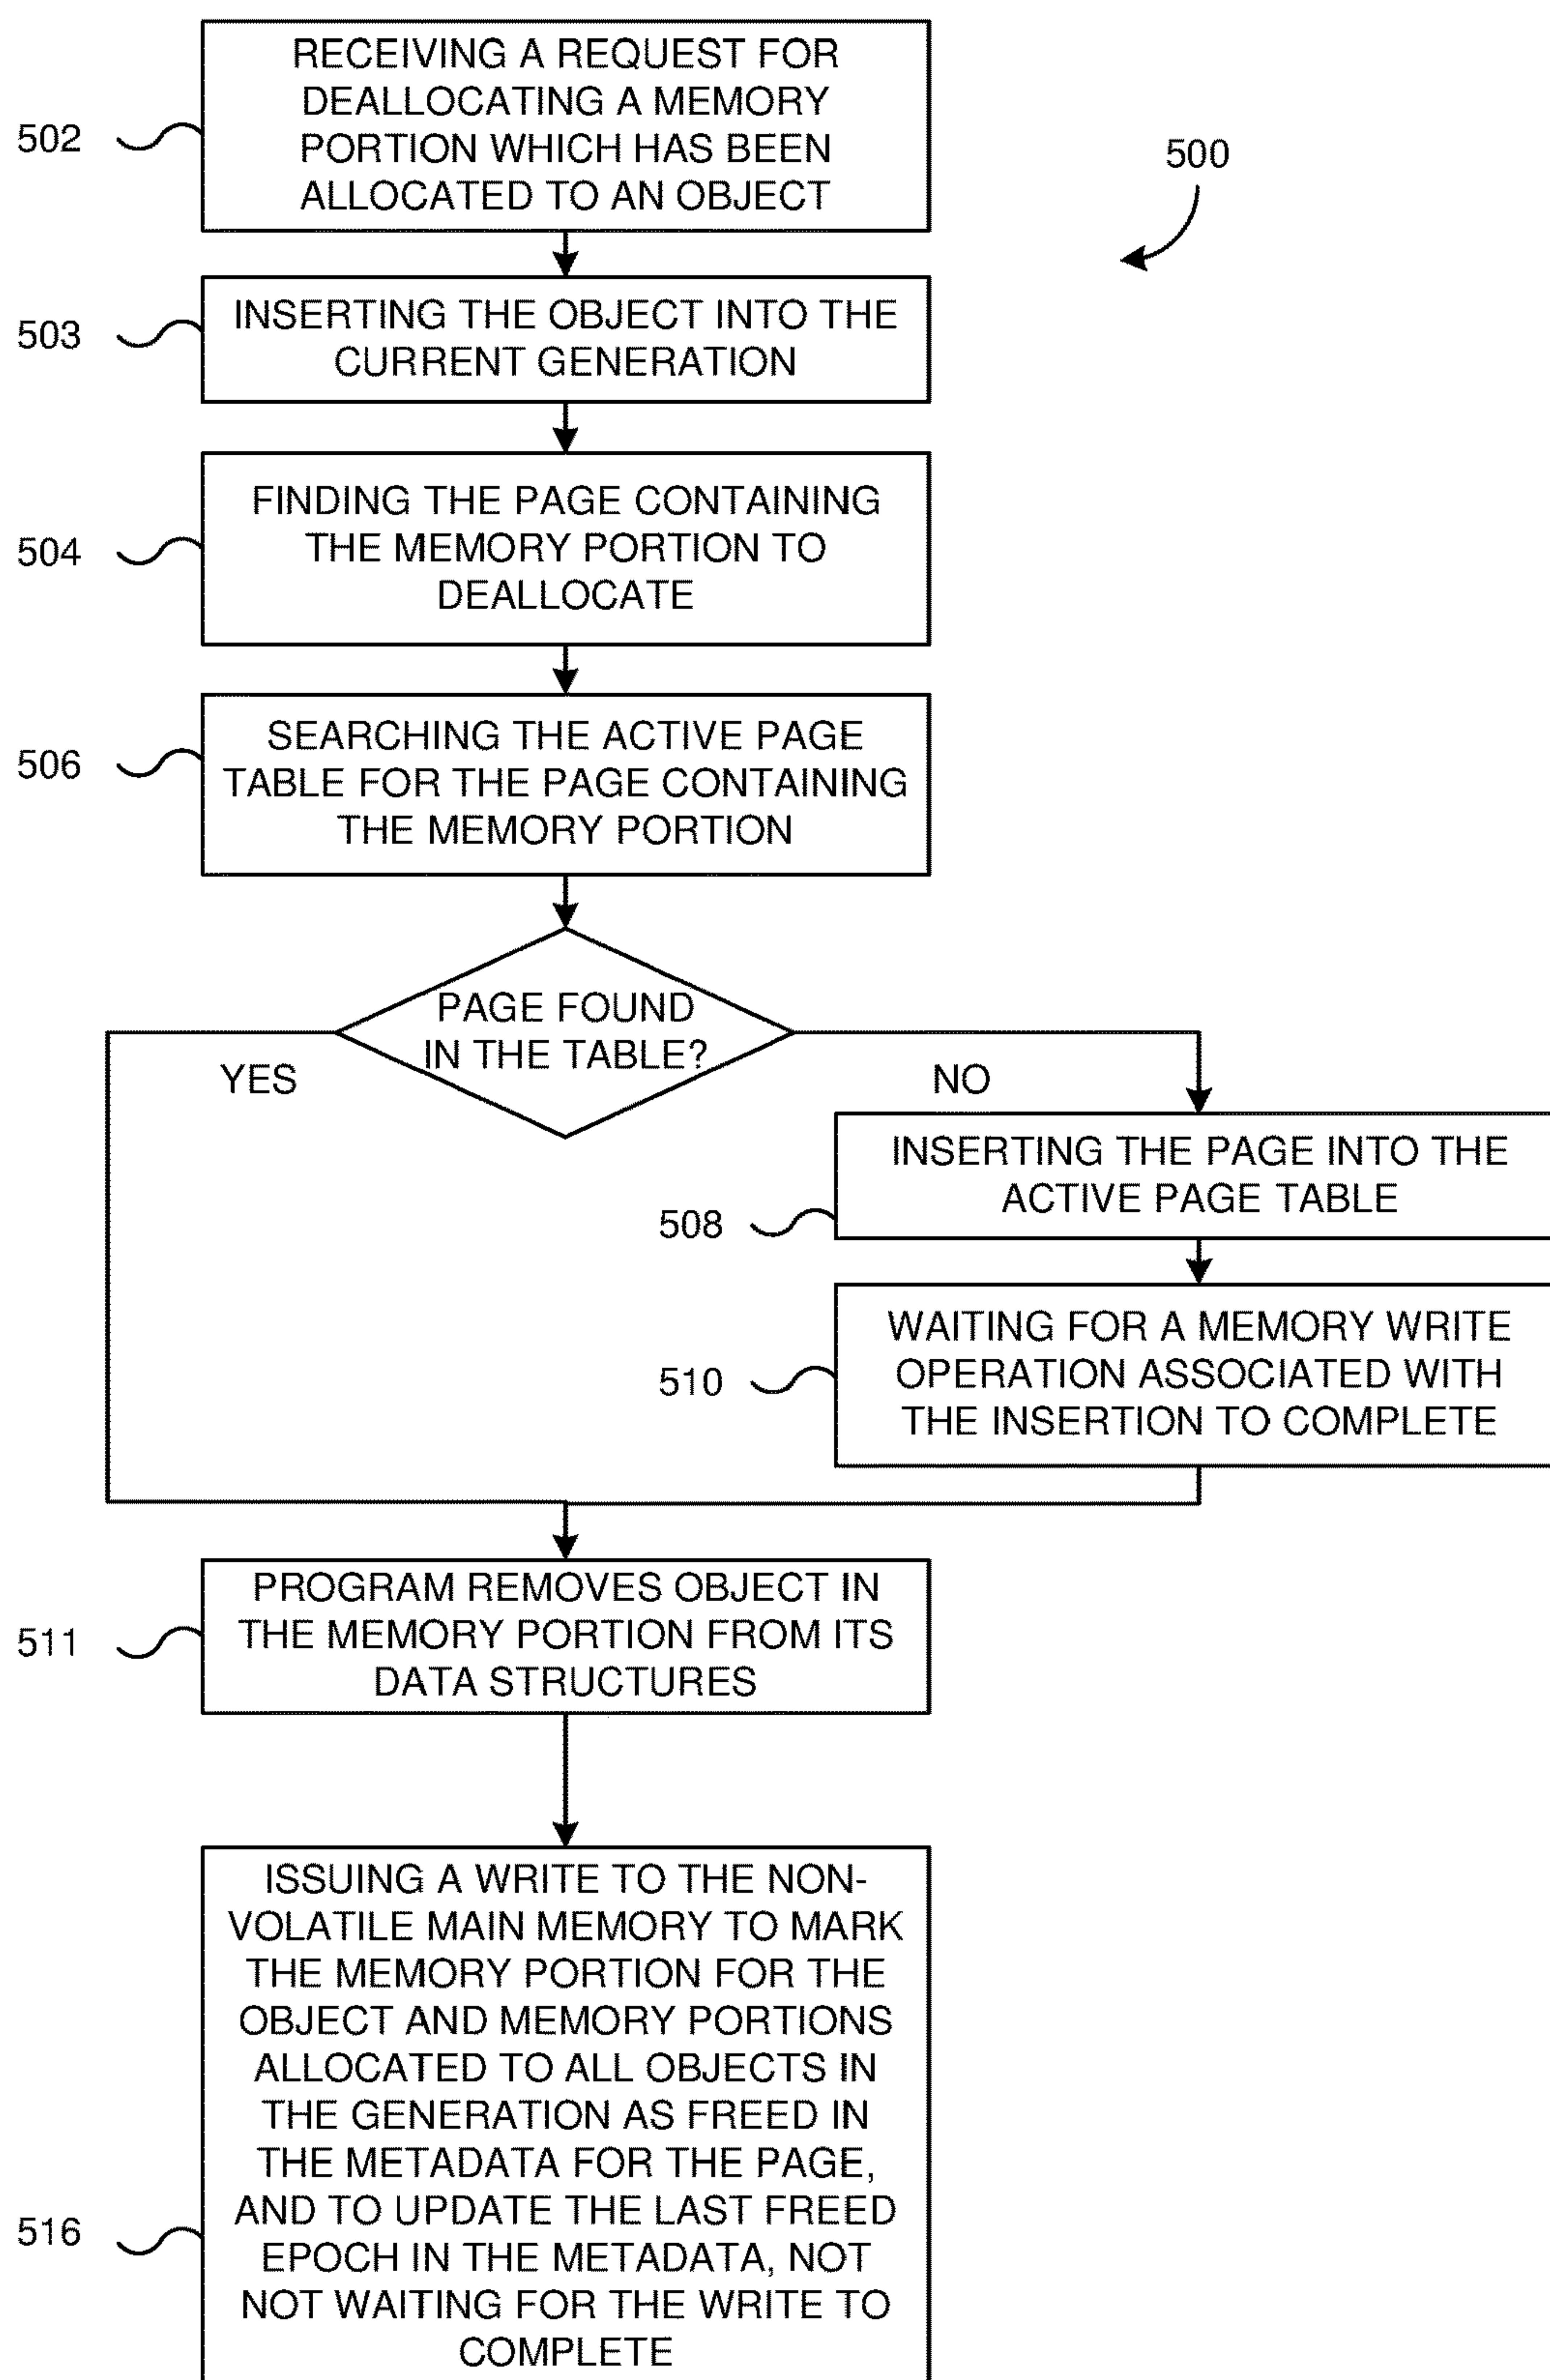 RECEIVING A REQUEST FOR
DEALLOCATING A MEMORY
PORTION WHICH HAS BEEN
ALLOCATED TO AN OBJECT
502
500
INSERTING THE OBJECT INTO THE
CURRENT GENERATION
503
FINDING THE PAGE CONTAINING
THE MEMORY PORTION TO
DEALLOCATE
504
SEARCHING THE ACTIVE PAGE
TABLE FOR THE PAGE CONTAINING
THE MEMORY PORTION
506
PAGE FOUND
IN THE TABLE?
YES
NO
INSERTING THE PAGE INTO THE
ACTIVE PAGE TABLE
508
WAITING FOR A MEMORY WRITE
OPERATION ASSOCIATED WITH
THE INSERTION TO COMPLETE
510
PROGRAM REMOVES OBJECT IN
THE MEMORY PORTION FROM ITS
DATA STRUCTURES
511
ISSUING A WRITE TO THE NON-
VOLATILE MAIN MEMORY TO MARK
THE MEMORY PORTION FOR THE
OBJECT AND MEMORY PORTIONS
ALLOCATED TO ALL OBJECTS IN
THE GENERATION AS FREED IN
THE METADATA FOR THE PAGE,
AND TO UPDATE THE LAST FREED
EPOCH IN THE METADATA, NOT
NOT WAITING FOR THE WRITE TO
COMPLETE
516